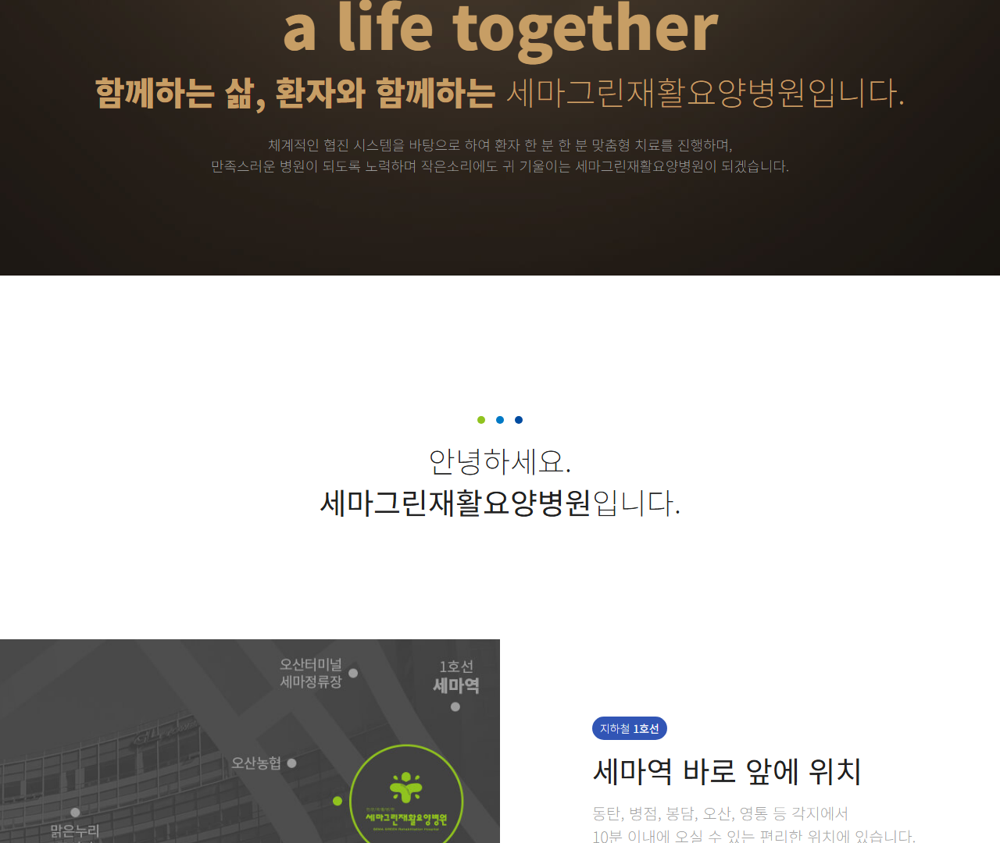 a life together
함께하는 삶, 환자와 함께하는 세마그린재활요양병원입니다.
체계적인 협진 시스템을 바탕으로 하여 환자 한 분 한 분 맞춤형 치료를 진행하며,
만족스러운 병원이 되도록 노력하며 작은소리에도 귀 기울이는 세마그린재활요양병원이 되겠습니다.
안녕하세요.
세마그린재활요양병원입니다.
오산터미널
세마정류장
1호선
세마역
오산농협
세마그린재활요양병원
SEMA GREEN Rehabilitation Hospital
맑은누리
지하철 1호선
세마역 바로 앞에 위치
동탄, 병점, 봉담, 오산, 영통 등 각지에서
10분 이내에 오실 수 있는 편리한 위치에 있습니다.